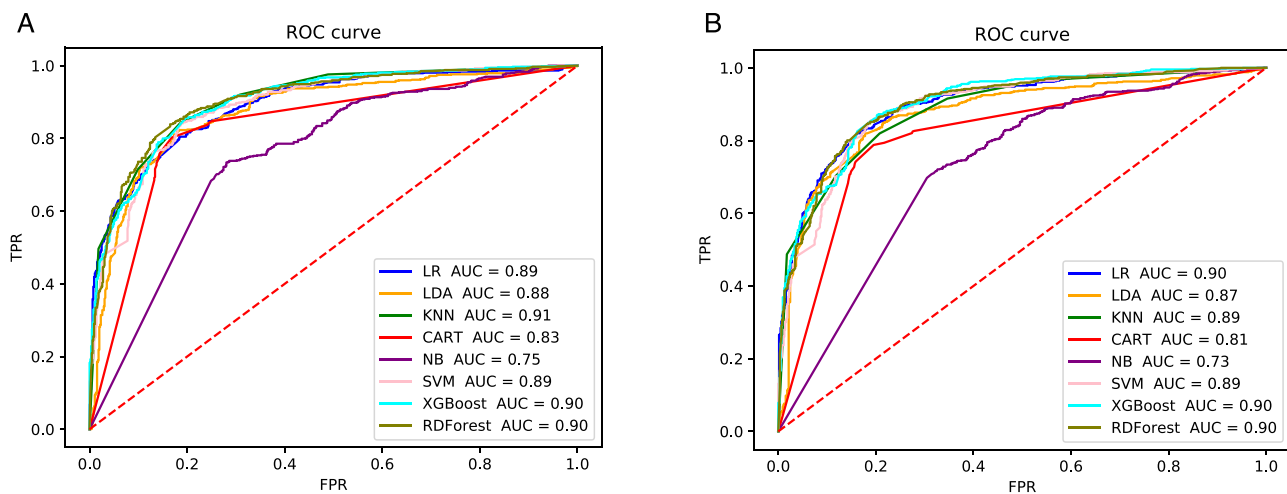 A
ROC curve
TPR
1.0
0.8
0.6
0.4
0.2
0.0
LR AUC = 0.89
LDA AUC = 0.88
KNN AUC = 0.91
CART AUC = 0.83
NB AUC = 0.75
SVM AUC = 0.89
XGBoost AUC = 0.90
RDForest AUC = 0.90
0.0 0.2 0.4 0.6 0.8 1.0
FPR
B
ROC curve
TPR
1.0
0.8
0.6
0.4
0.2
0.0
LR AUC = 0.90
LDA AUC = 0.87
KNN AUC = 0.89
CART AUC = 0.81
NB AUC = 0.73
SVM AUC = 0.89
XGBoost AUC = 0.90
RDForest AUC = 0.90
0.0 0.2 0.4 0.6 0.8 1.0
FPR